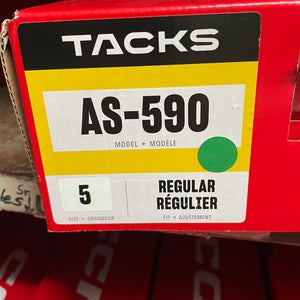 TACKS
AS-590
MODEL • MODÈLE
5
SIZE • GRANDEUR
REGULAR
RÉGULIER
FIT • AJUSTEMENT